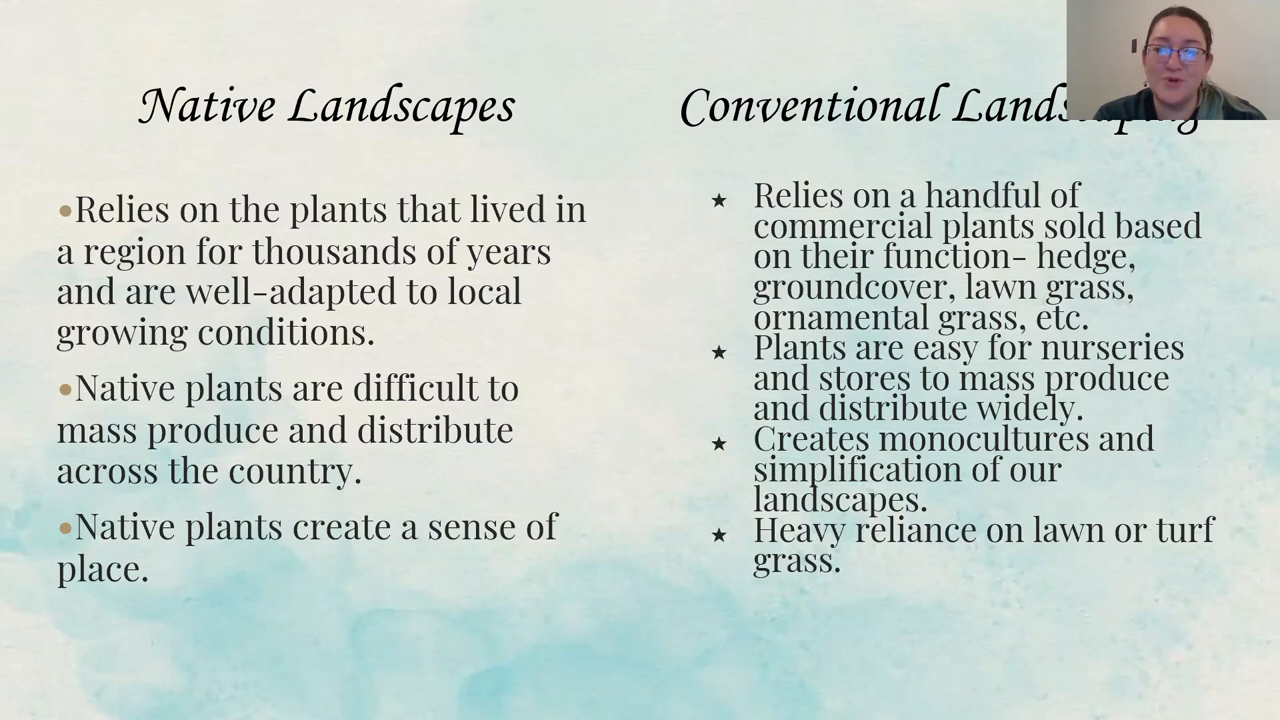 Native Landscapes
•Relies on the plants that lived in
a region for thousands of years
and are well-adapted to local
growing conditions.
•Native plants are difficult to
mass produce and distribute
across the country.
•Native plants create a sense of
place.
Conventional Landscaping
★ Relies on a handful of
commercial plants sold based
on their function- hedge,
groundcover, lawn grass,
ornamental grass, etc.
★ Plants are easy for nurseries
and stores to mass produce
and distribute widely.
★ Creates monocultures and
simplification of our
landscapes.
★ Heavy reliance on lawn or turf
grass.